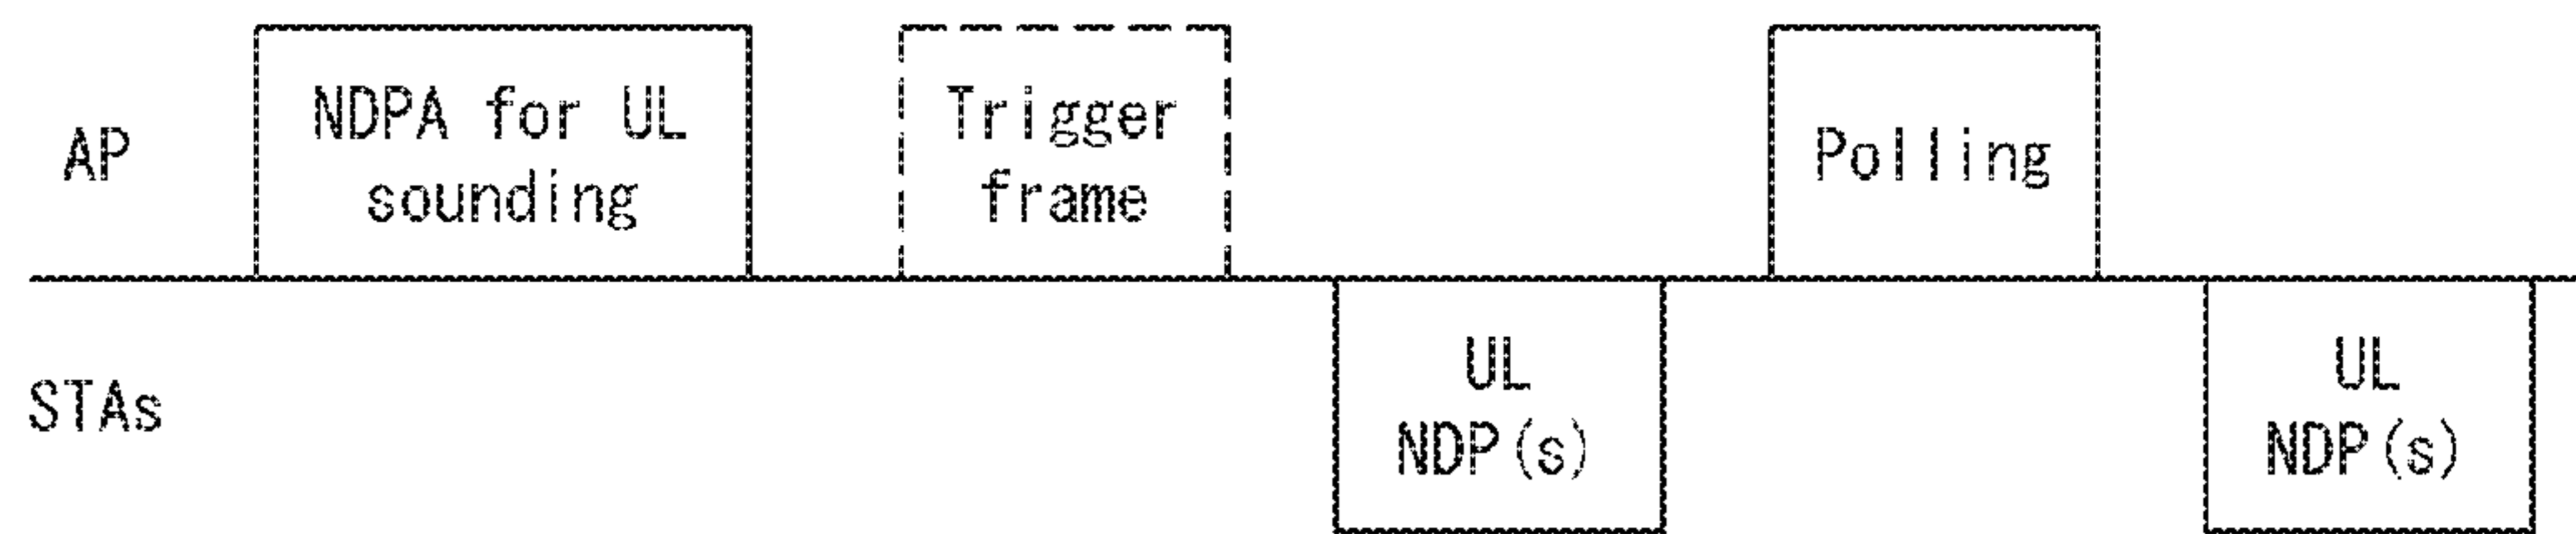 AP
NDPA for UL
sounding
Trigger
frame
Polling
STAs
UL
NDP(s)
UL
NDP(s)